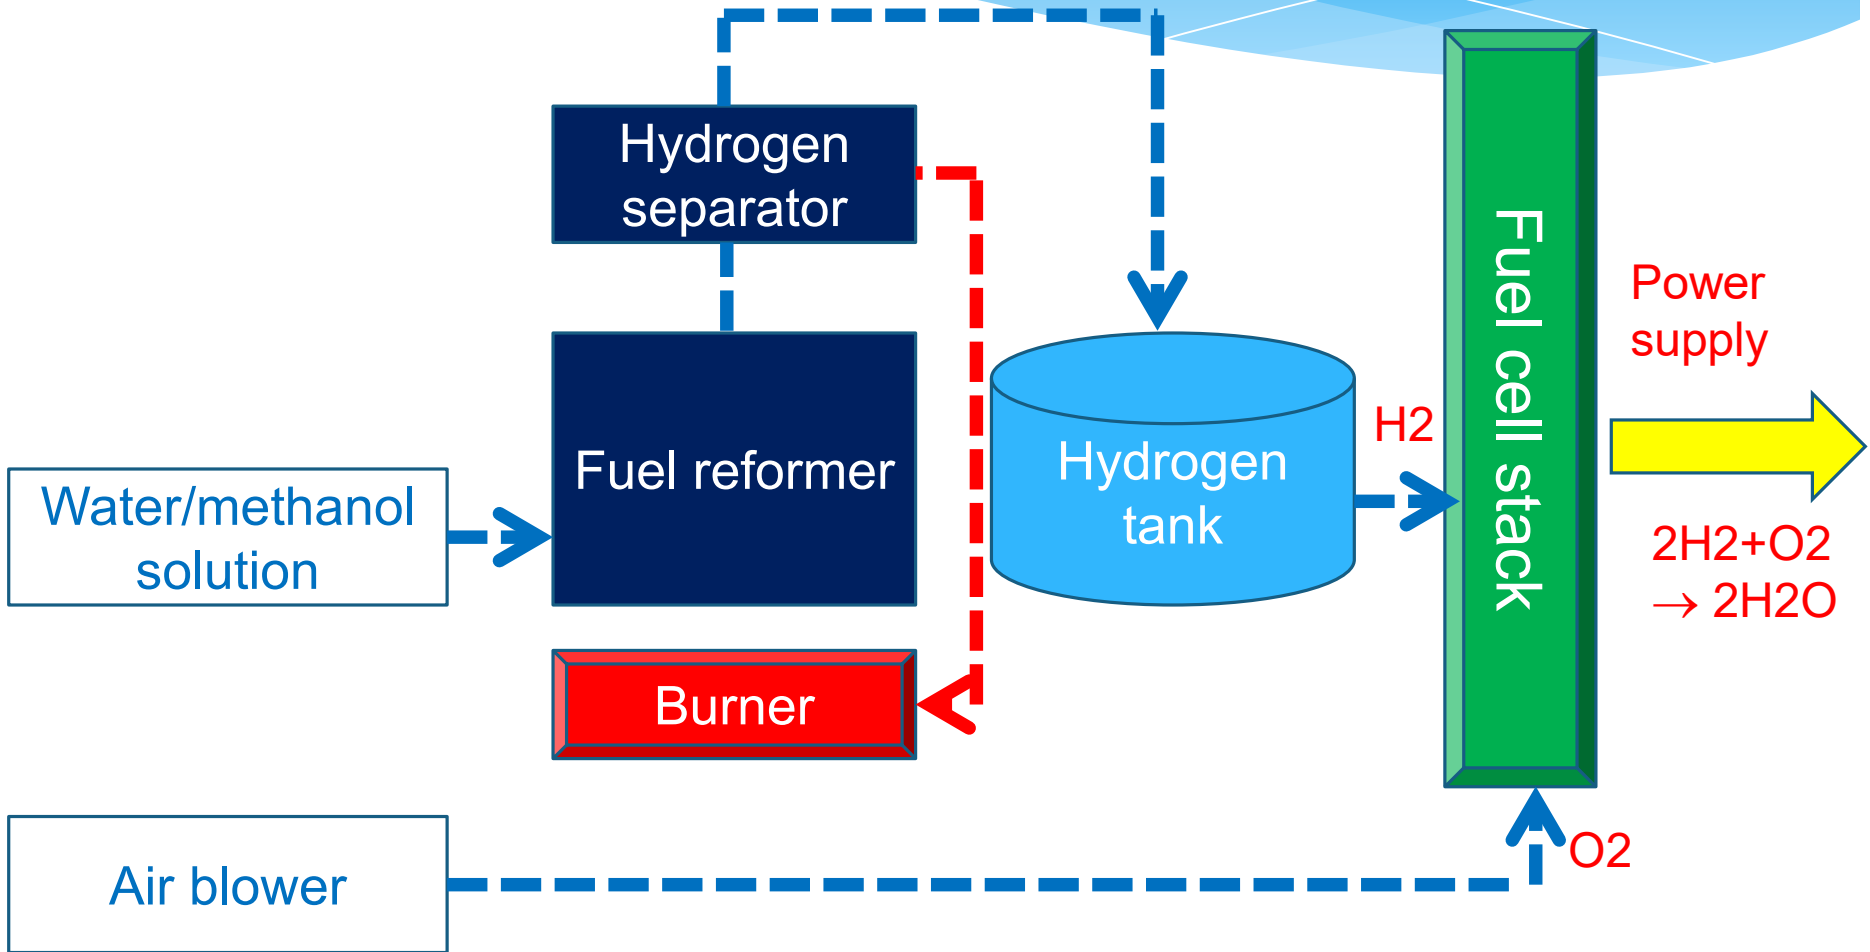 Hydrogen
separator
Fuel reformer
Water/methanol
solution
Burner
Air blower
Hydrogen
tank
H2
Fuel cell stack
O2
Power
supply
2H2+O2
→ 2H2O